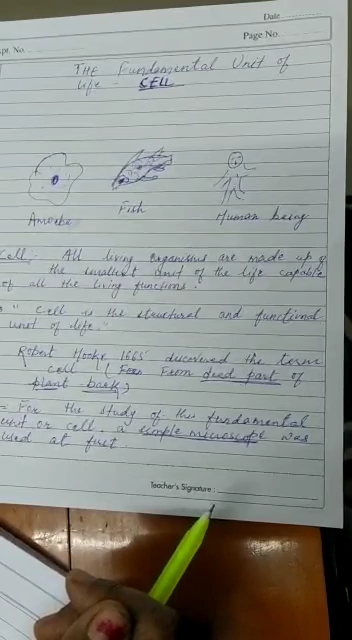 Date
Page No.
pt. No.
THE Fundamental Unit of
life - CELL
Amoeba
Fish
Human being
Cell: All living organisms are made up of
the smallest unit of the life capable
of all the living functions.
" Cell is the structural and functional
unit of life."
Robert Hooke 1665 discovered the term
cell ( From dead part of
plant bark)
= For the study of this fundamental
unit or cell. a simple microscope was
used at first.
Teacher's Signature :